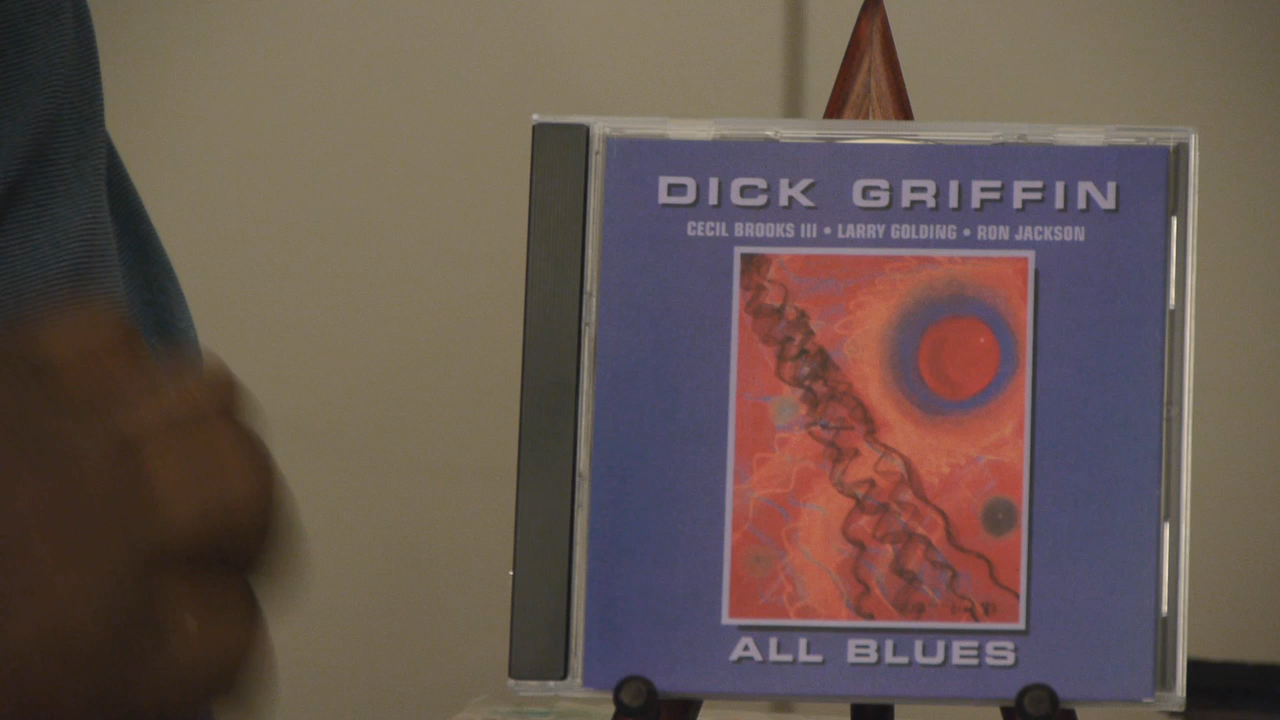 DICK GRIFFIN
CECIL BROOKS III • LARRY GOLDING • RON JACKSON
ALL BLUES